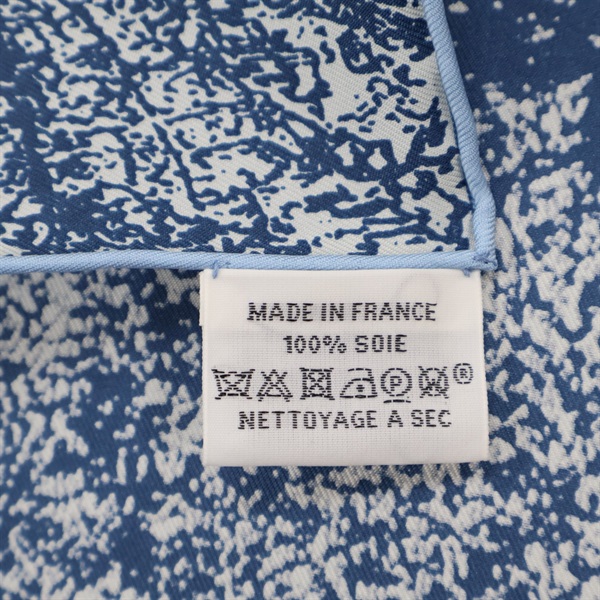 MADE IN FRANCE
100% SOIE
P ®
NETTOYAGE A SEC